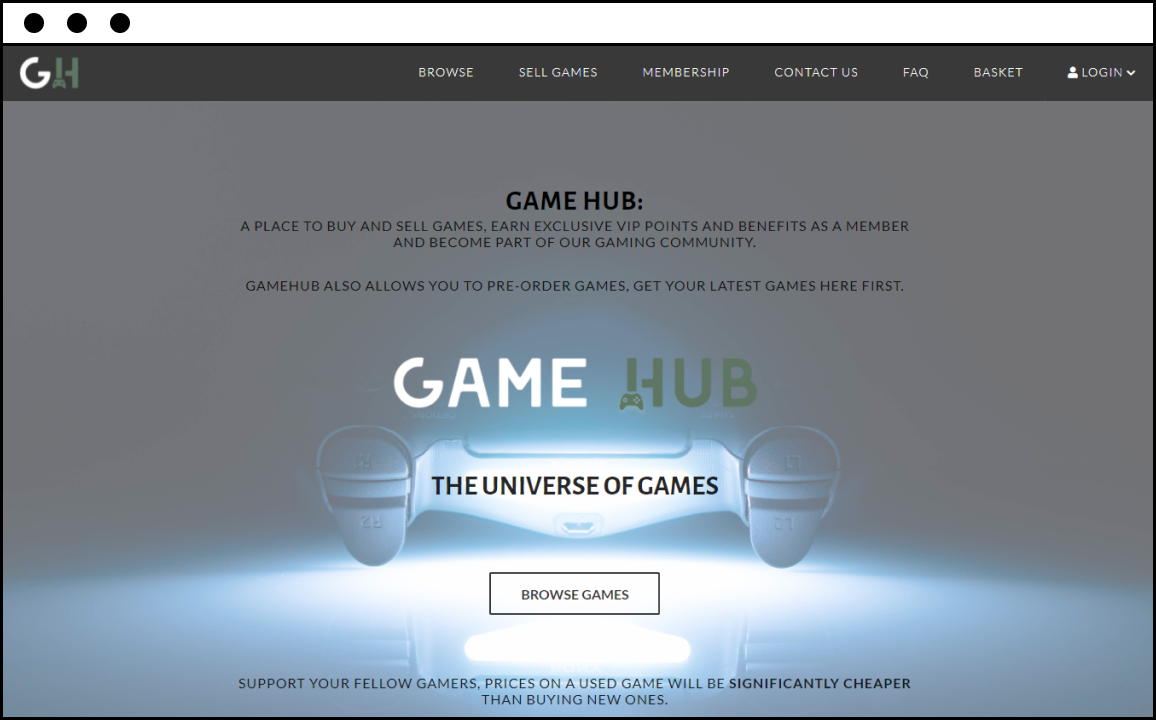 GH
BROWSE SELL GAMES MEMBERSHIP CONTACT US FAQ BASKET LOGIN
GAME HUB:
A PLACE TO BUY AND SELL GAMES, EARN EXCLUSIVE VIP POINTS AND BENEFITS AS A MEMBER
AND BECOME PART OF OUR GAMING COMMUNITY.
GAMEHUB ALSO ALLOWS YOU TO PRE-ORDER GAMES, GET YOUR LATEST GAMES HERE FIRST.
GAME HUB
THE UNIVERSE OF GAMES
R2 L2
BROWSE GAMES
SUPPORT YOUR FELLOW GAMERS, PRICES ON A USED GAME WILL BE SIGNIFICANTLY CHEAPER
THAN BUYING NEW ONES.